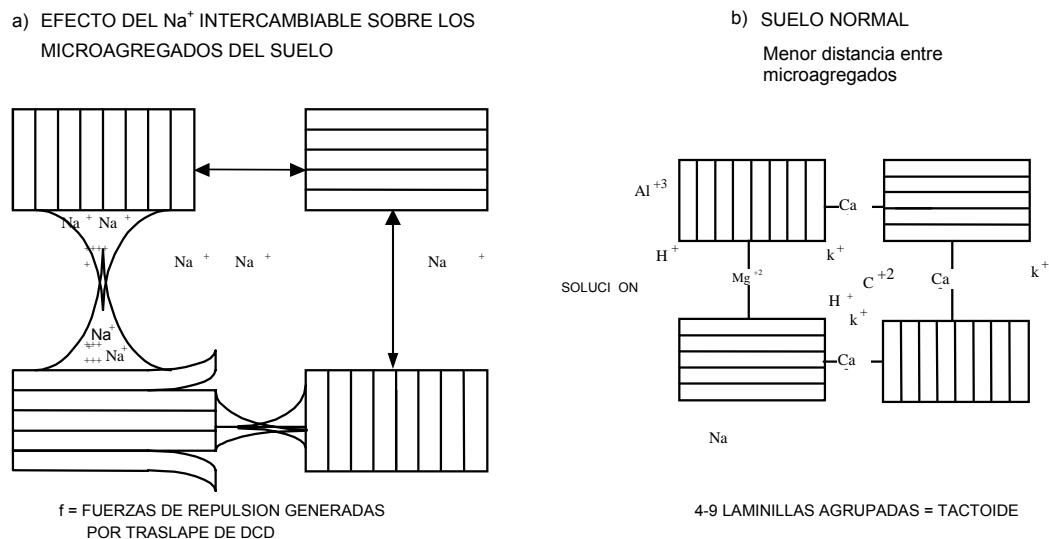 a) EFECTO DEL Na+ INTERCAMBIABLE SOBRE LOS
MICROAGREGADOS DEL SUELO
Na + Na +
++++
+
Na + Na +
Na +
Na+
+++
+++ Na+
f = FUERZAS DE REPULSION GENERADAS
POR TRASLAPE DE DCD
b) SUELO NORMAL
Menor distancia entre
microagregados
Al +3
Ca
H +
k +
Mg +2
C +2
Ca
k +
SOLUCI ON
H +
k +
Ca
Na
4-9 LAMINILLAS AGRUPADAS = TACTOIDE